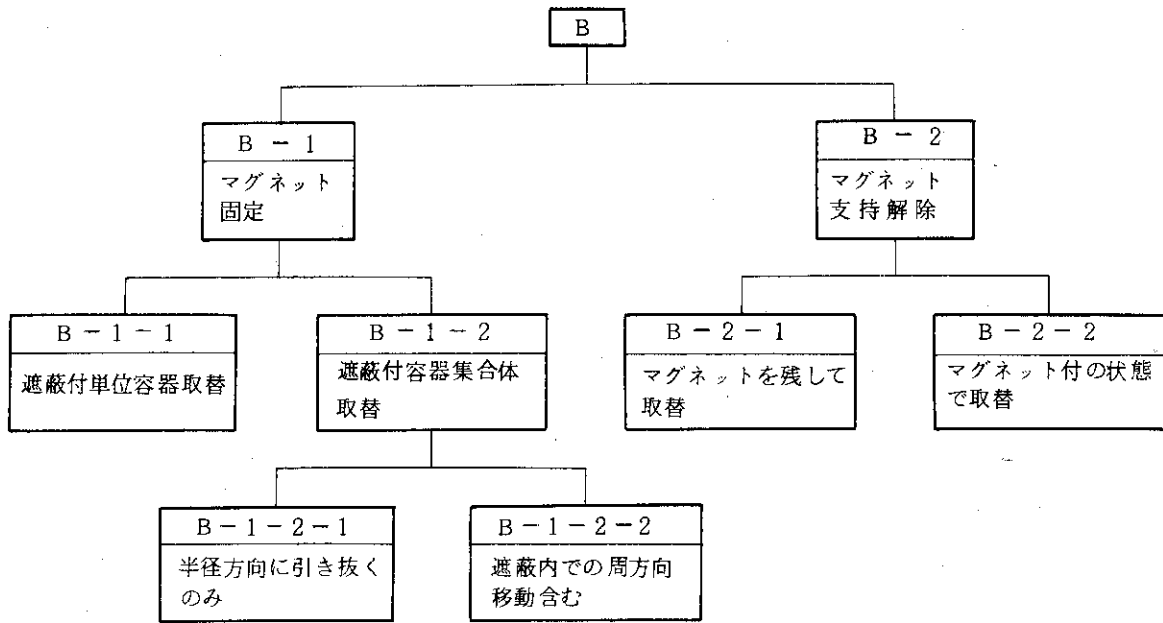 B
B - 1
マグネット
固定
B - 2
マグネット
支持解除
B - 1 - 1
遮蔽付単位容器取替
B - 1 - 2
遮蔽付容器集合体
取替
B - 2 - 1
マグネットを残して
取替
B - 2 - 2
マグネット付の状態
で取替
B - 1 - 2 - 1
半径方向に引き抜く
のみ
B - 1 - 2 - 2
遮蔽内での周方向
移動含む